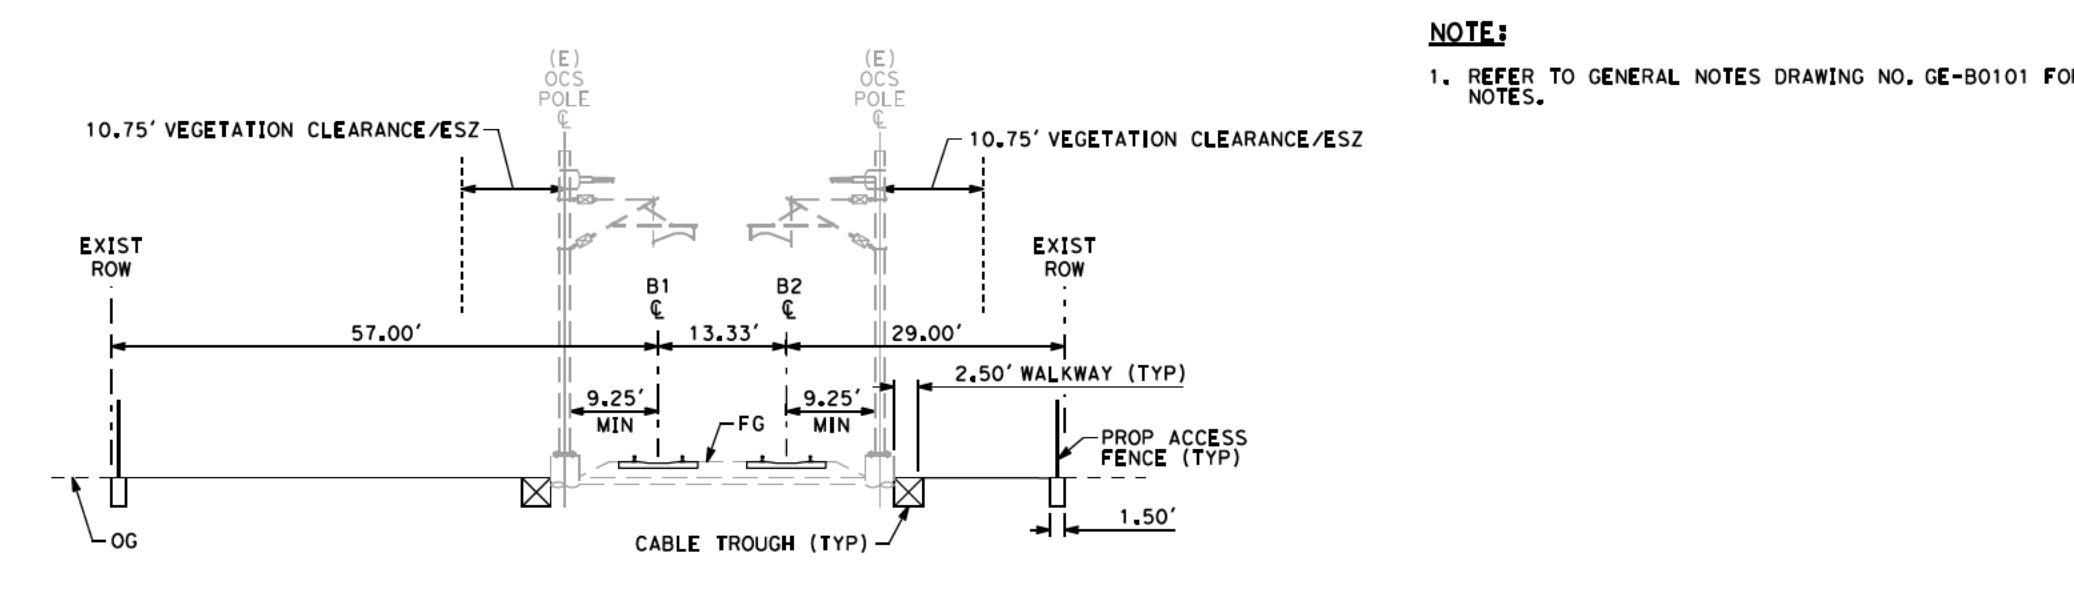 NOTE:
1. REFER TO GENERAL NOTES DRAWING NO. GE-B0101
NOTES.
(E)
OCS
POLE
℄
(E)
OCS
POLE
℄
10.75' VEGETATION CLEARANCE/ESZ
10.75' VEGETATION CLEARANCE/ESZ
EXIST
ROW
EXIST
ROW
B1
℄
B2
℄
57.00'
13.33'
29.00'
2.50' WALKWAY (TYP)
9.25'
MIN
9.25'
MIN
FG
PROP ACCESS
FENCE (TYP)
1.50'
OG
CABLE TROUGH (TYP)